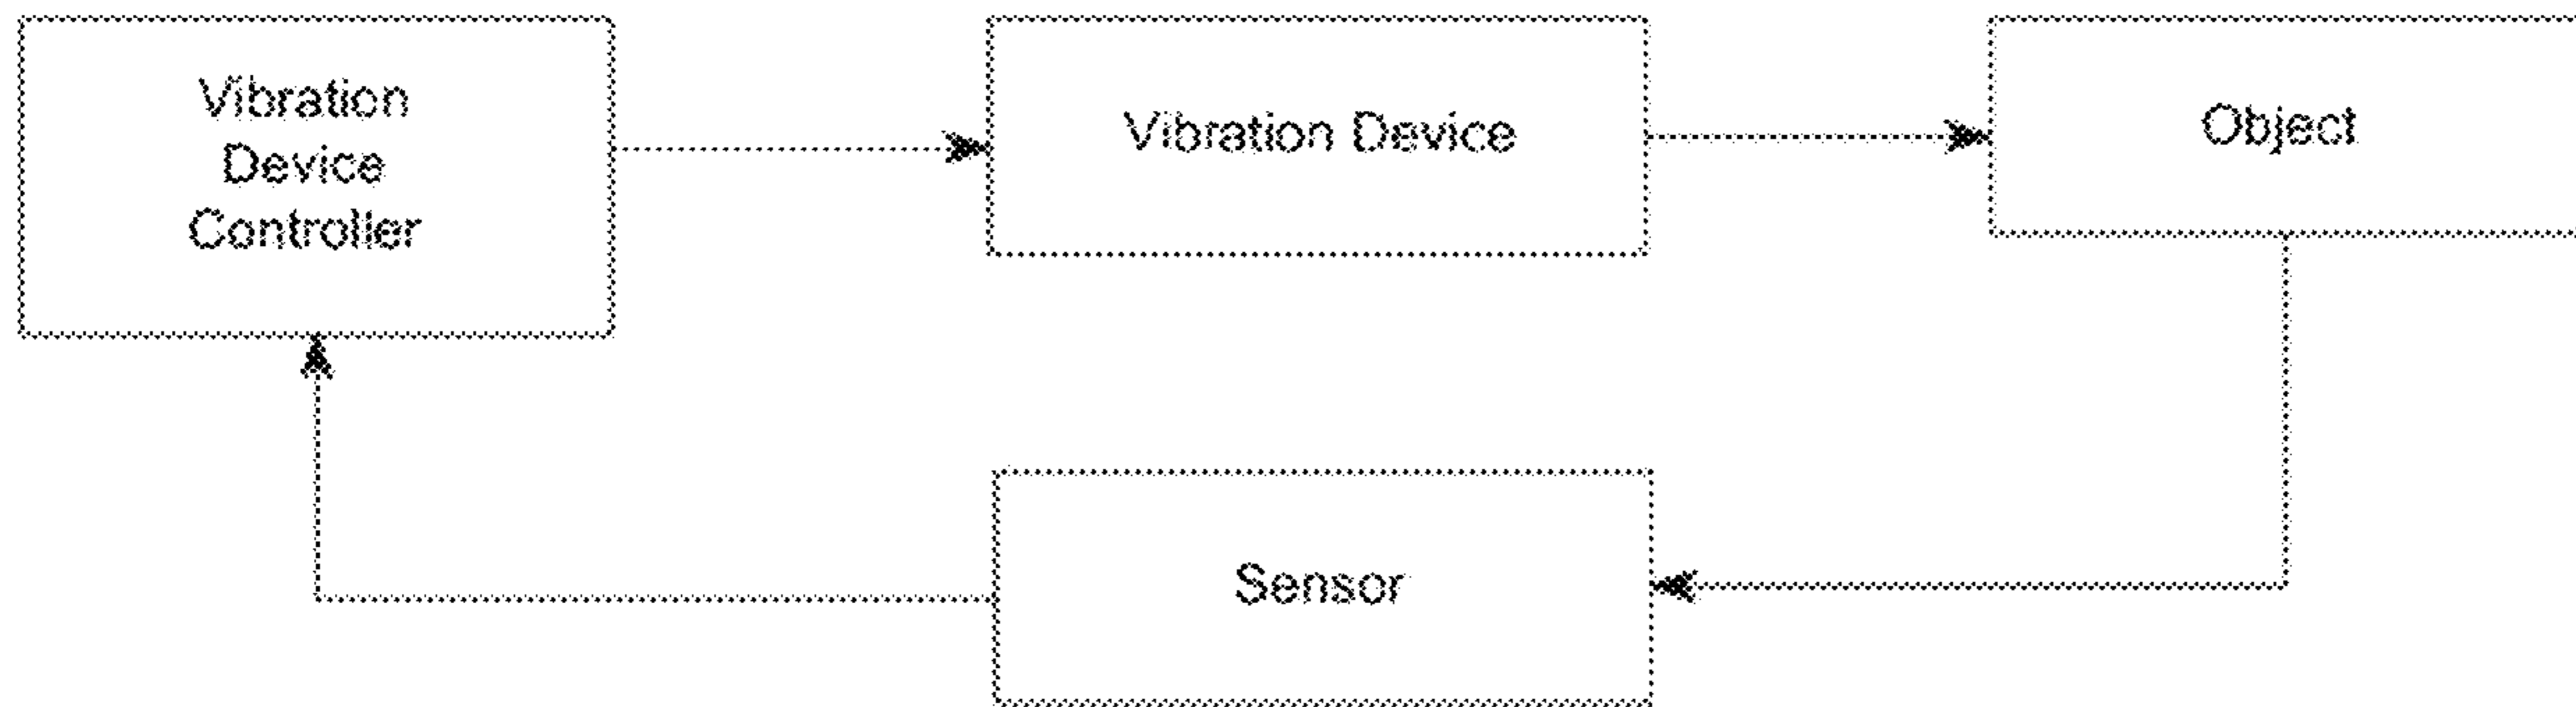 Vibration
Device
Controller
Vibration Device
Object
Sensor